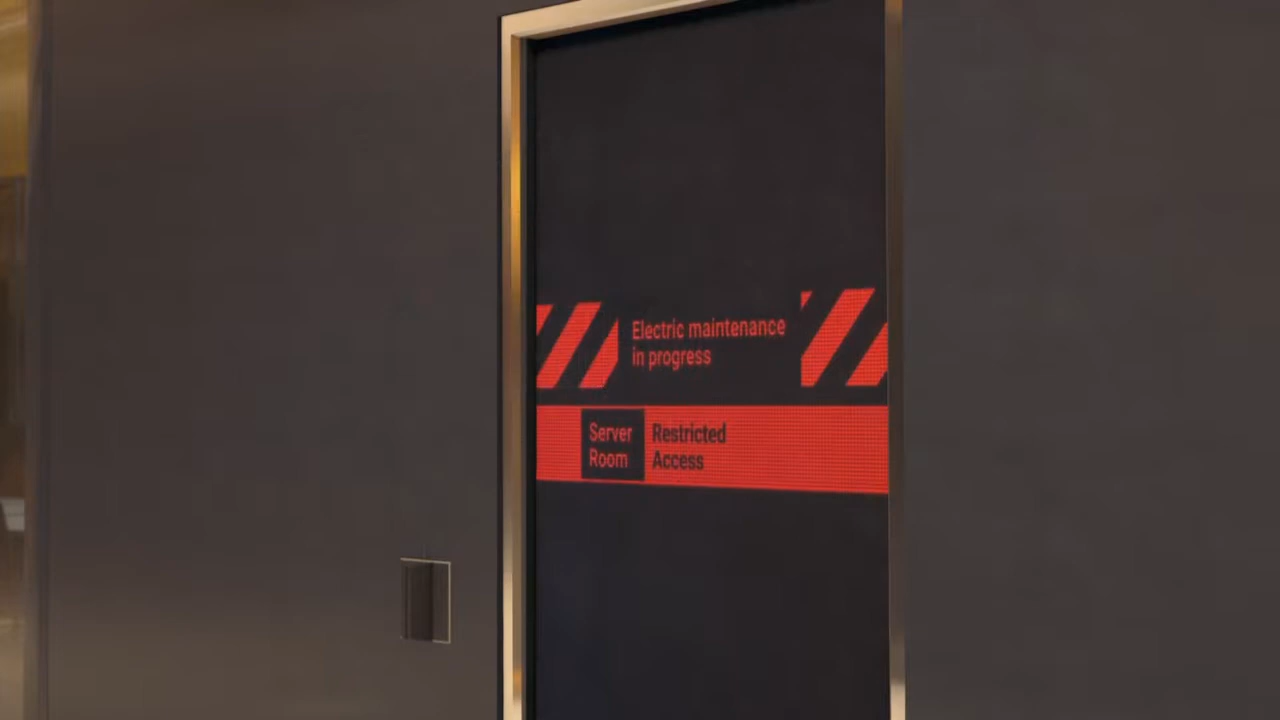 Electric maintenance
in progress
Server
Room
Restricted
Access